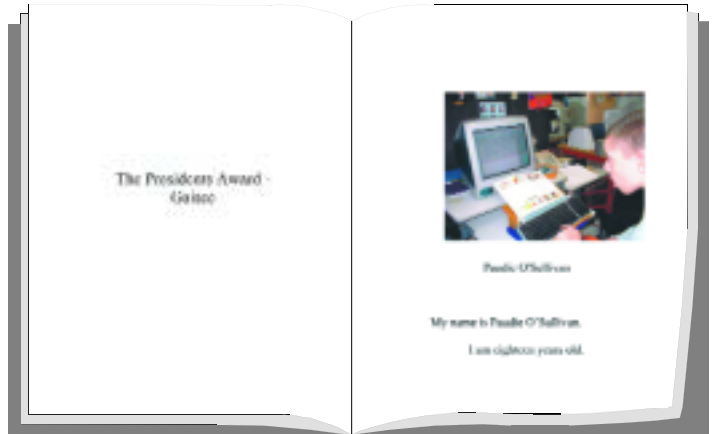 The Presidents Award -
Gaisce
Paudie O'Sullivan
My name is Paudie O'Sullivan.
I am eighteen years old.